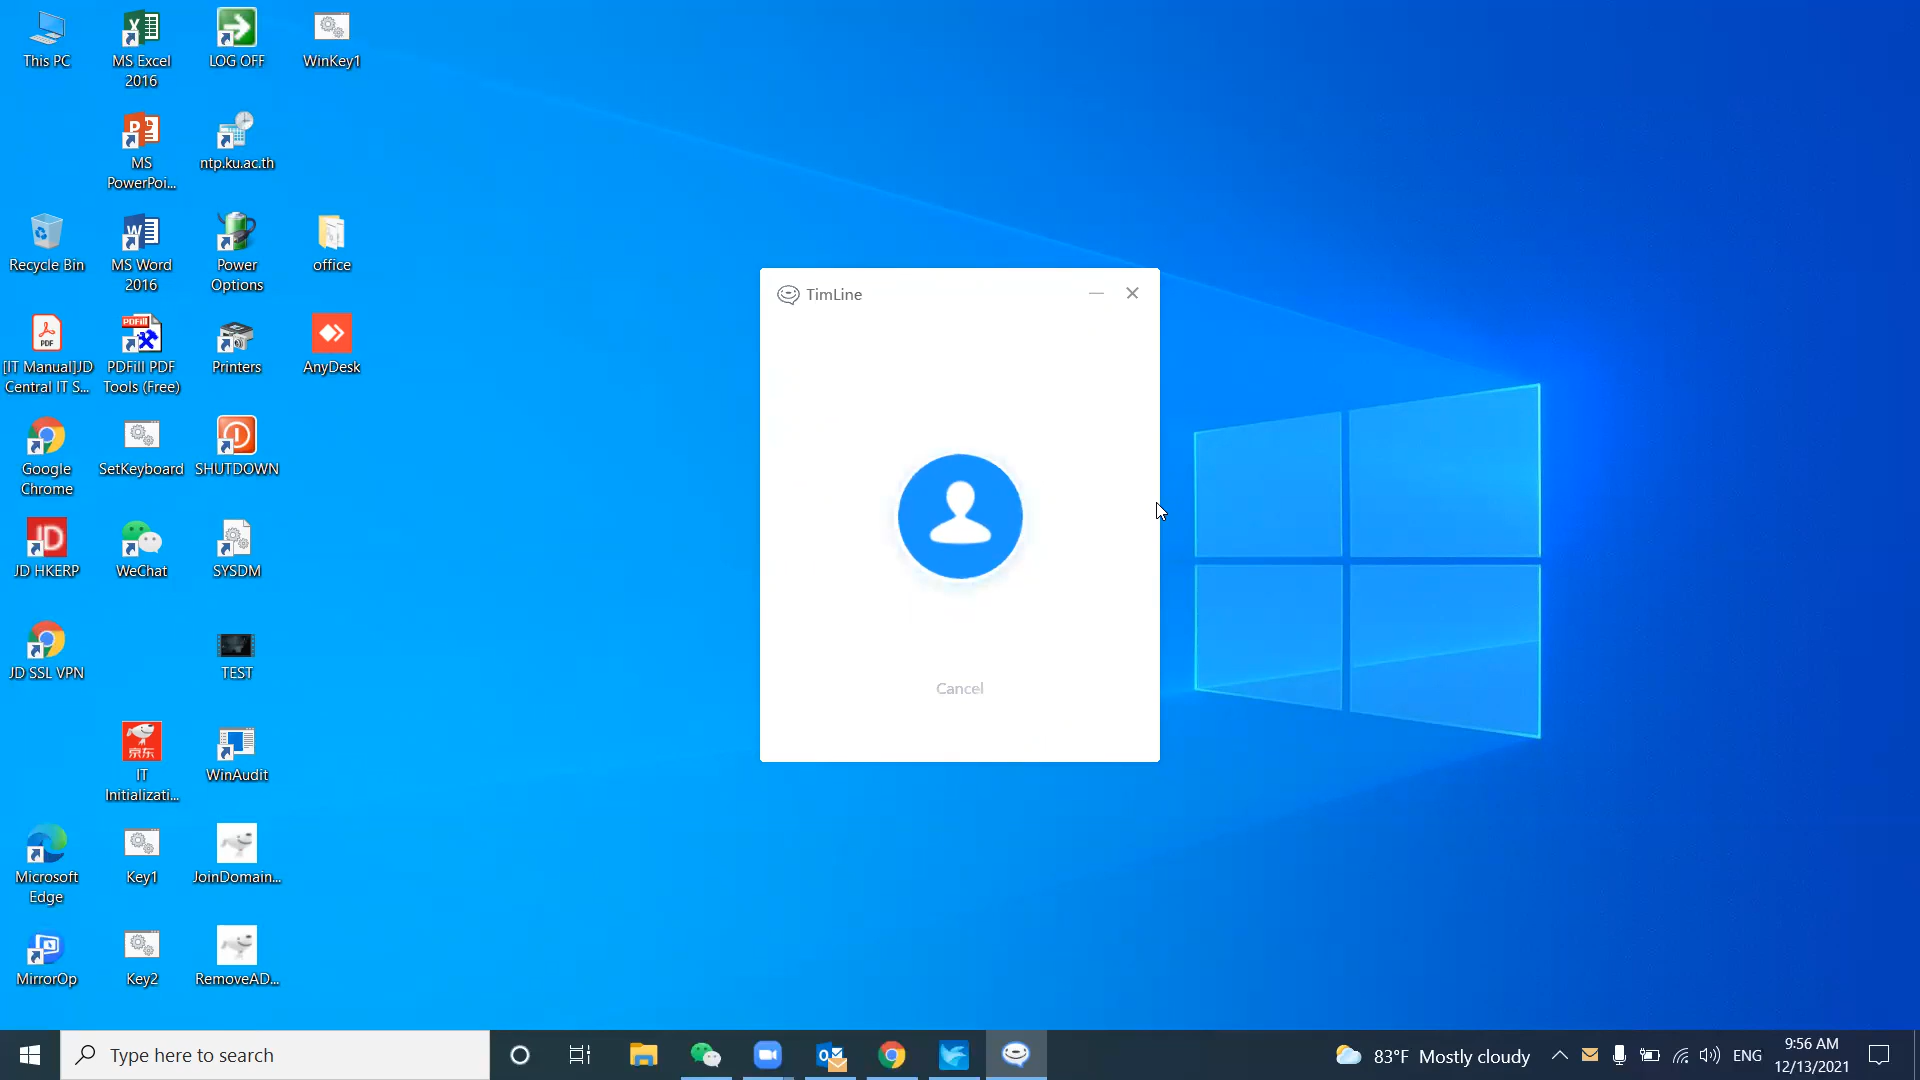 This PC
MS Excel
2016
LOG OFF
WinKey1
MS
PowerPoi...
ntp.ku.ac.th
Recycle Bin
MS Word
2016
Power
Options
office
[IT Manual]JD
Central IT S...
PDFill PDF
Tools (Free)
Printers
AnyDesk
Google
Chrome
SetKeyboard
SHUTDOWN
JD HKERP
WeChat
SYSDM
JD SSL VPN
TEST
京东
IT
Initializati...
WinAudit
Microsoft
Edge
Key1
JoinDomain...
MirrorOp
Key2
RemoveAD...
TimLine
Cancel
Type here to search
83°F Mostly cloudy
ENG
9:56 AM
12/13/2021